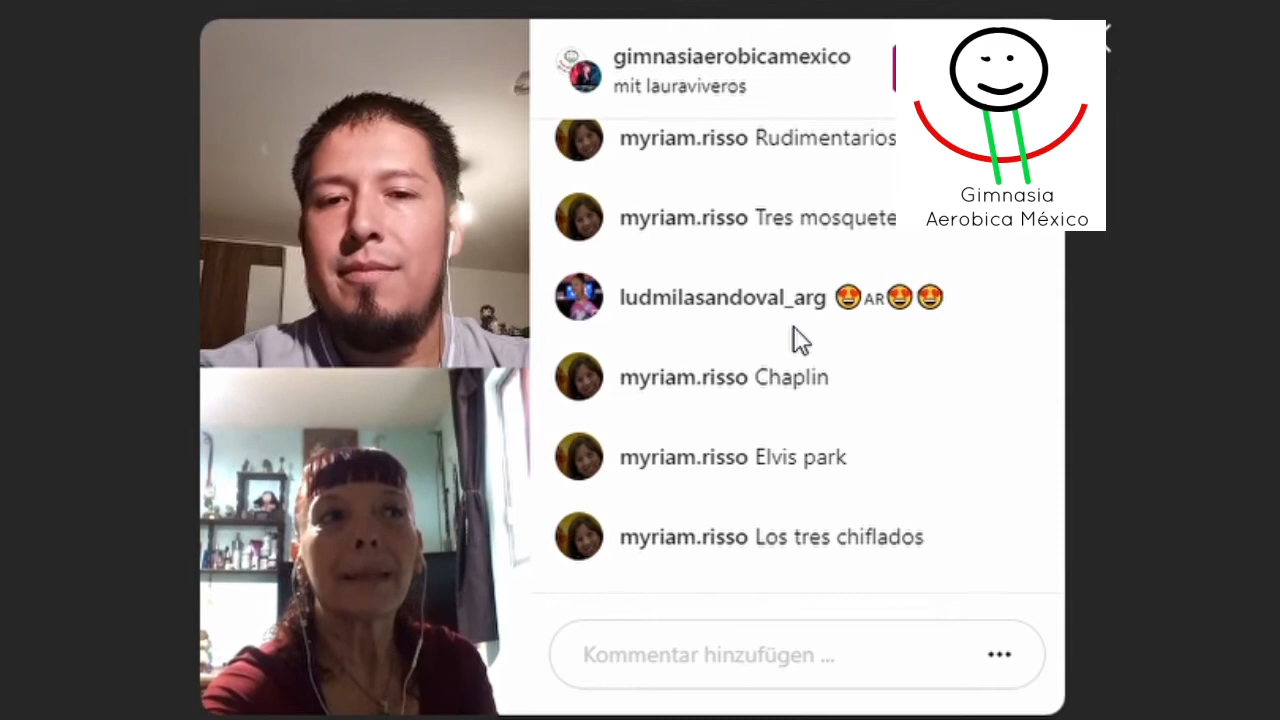 gimnasiaerobicamexico
mit lauraviveros
myriam.risso Rudimentarios
myriam.risso Tres mosquete
ludmilasandoval_arg 😍AR😍😍
myriam.risso Chaplin
myriam.risso Elvis park
myriam.risso Los tres chiflados
Kommentar hinzufügen ...
Gimnasia
Aerobica México